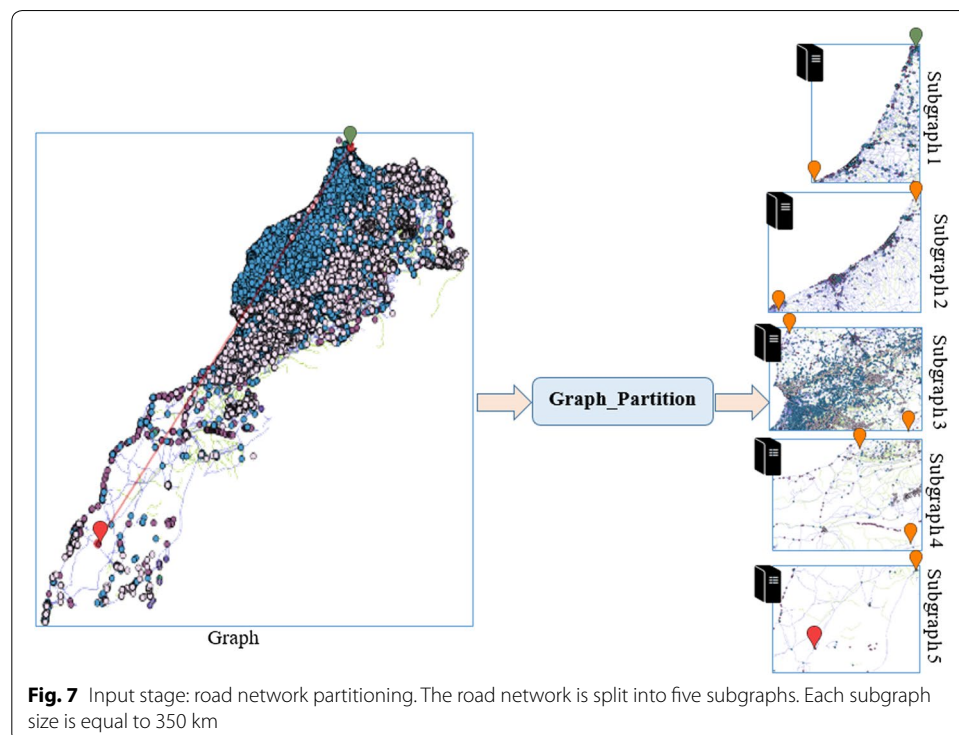 Subgraph1
Subgraph2
Subgraph3
Subgraph4
Subgraph5
Graph_Partition
Graph
Fig. 7 Input stage: road network partitioning. The road network is split into five subgraphs. Each subgraph
size is equal to 350 km